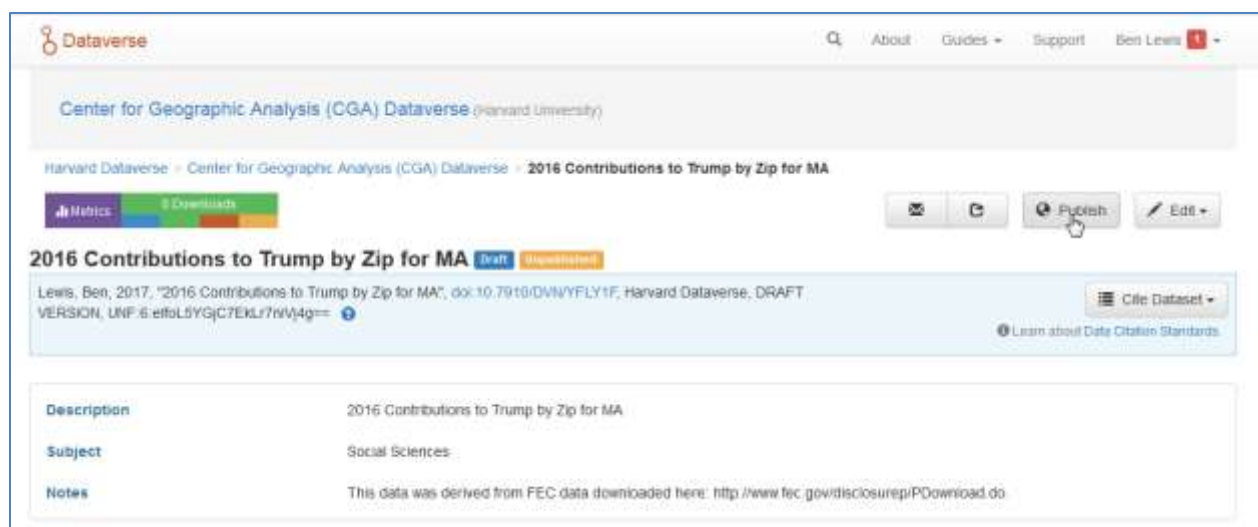 Dataverse
About Guides Support Ben Lewis 1
Center for Geographic Analysis (CGA) Dataverse (Harvard University)
Harvard Dataverse > Center for Geographic Analysis (CGA) Dataverse > 2016 Contributions to Trump by Zip for MA
Metrics 0 Downloads
Publish Edit
2016 Contributions to Trump by Zip for MA Draft Unpublished
Lewis, Ben, 2017, "2016 Contributions to Trump by Zip for MA", doi:10.7910/DVN/YFLY1F, Harvard Dataverse, DRAFT
VERSION, UNF:6:
Cite Dataset
Learn about Data Citation Standards.
Description 2016 Contributions to Trump by Zip for MA
Subject Social Sciences
Notes This data was derived from FEC data downloaded here: http://www.fec.gov/disclosurep/PDownload.do